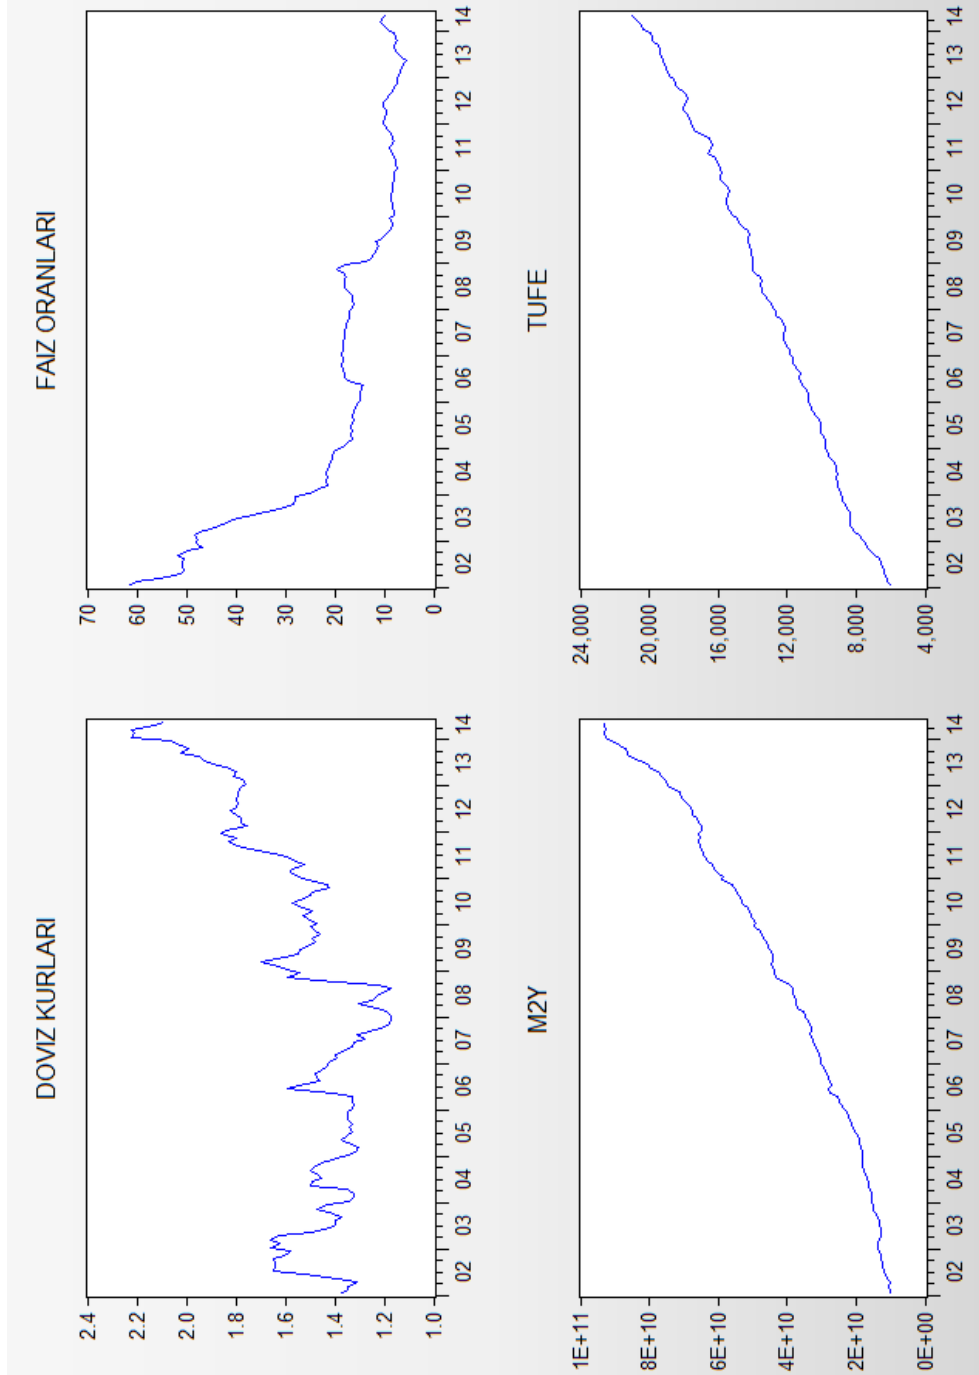 DOVIZ KURLARI
2.4
2.2
2.0
1.8
1.6
1.4
1.2
1.0
02 03 04 05 06 07 08 09 10 11 12 13 14
FAIZ ORANLARI
70
60
50
40
30
20
10
0
02 03 04 05 06 07 08 09 10 11 12 13 14
M2Y
1E+11
8E+10
6E+10
4E+10
2E+10
0E+00
02 03 04 05 06 07 08 09 10 11 12 13 14
TUFE
24,000
20,000
16,000
12,000
8,000
4,000
02 03 04 05 06 07 08 09 10 11 12 13 14